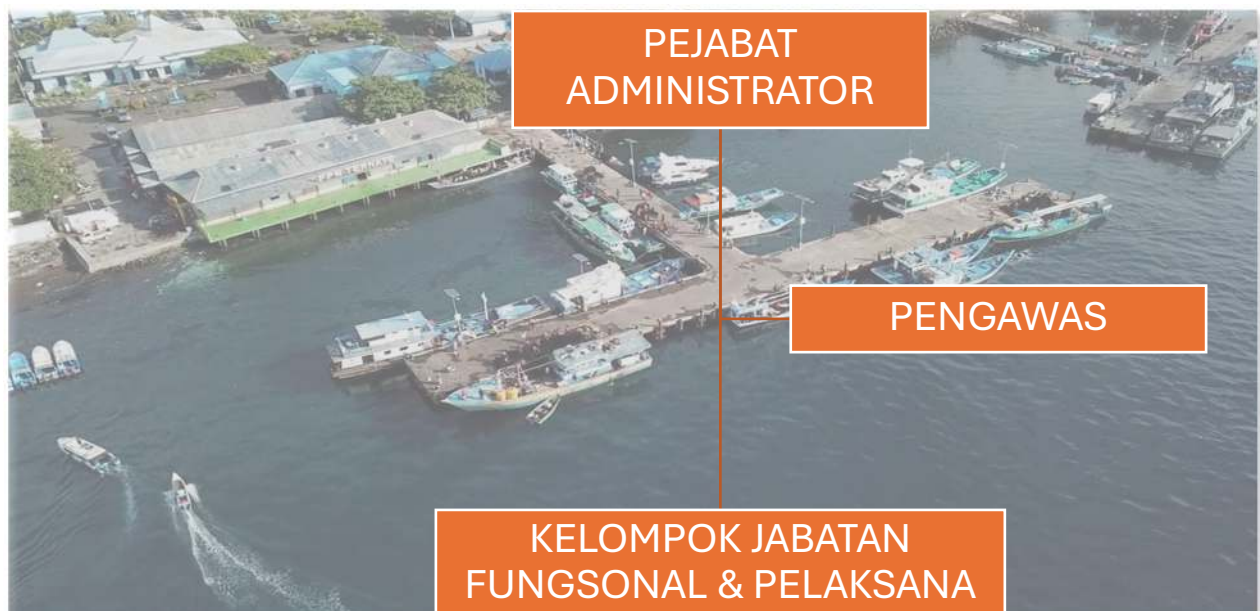 PEJABAT
ADMINISTRATOR
PENGAWAS
KELOMPOK JABATAN
FUNGSONAL & PELAKSANA